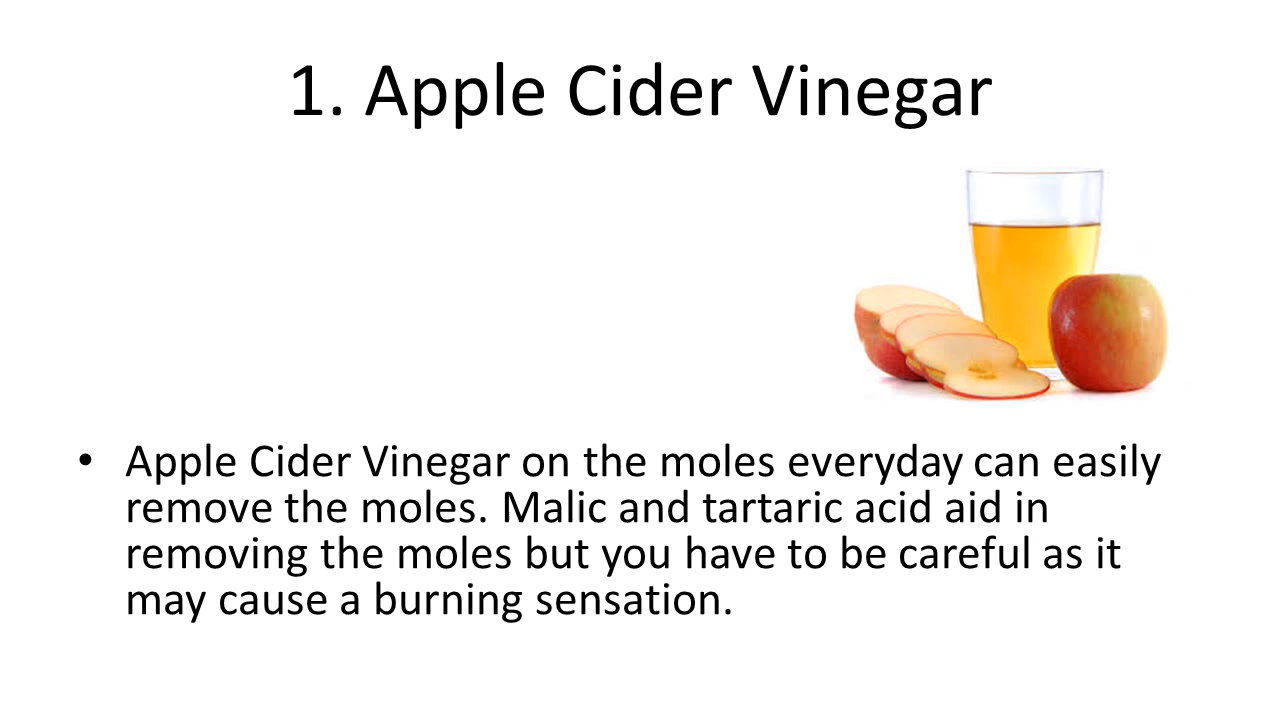 1. Apple Cider Vinegar
• Apple Cider Vinegar on the moles everyday can easily
remove the moles. Malic and tartaric acid aid in
removing the moles but you have to be careful as it
may cause a burning sensation.